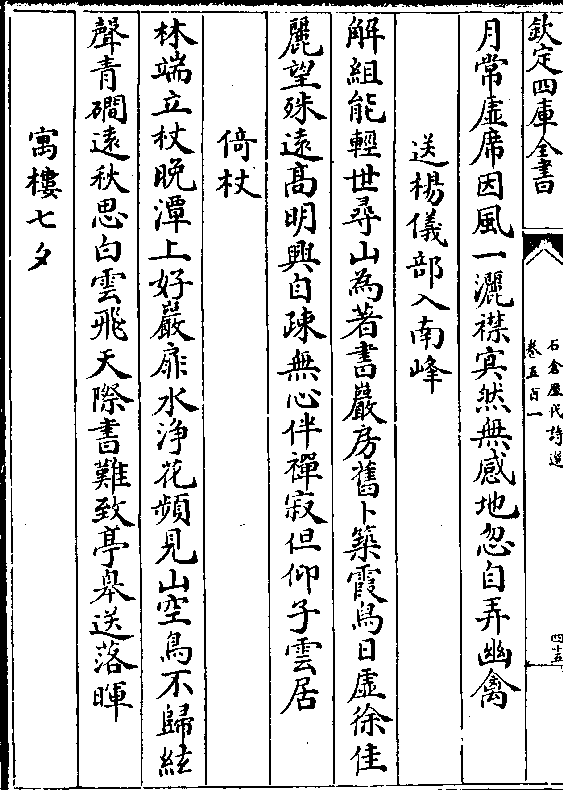 欽定四庫全書
石倉歷代詩選
卷五百一
四十五
月常虛席因風一灑襟寞然無感地忽自弄幽禽
送楊儀部入南峰
解組能輕世尋山為著書巖房舊卜築霞鳥日虛徐佳
麗望殊遠高明興自疎無心伴禪寂但仰子雲居
倚杖
林端立杖晚潭上好巖扉水浄花頻見山空鳥不歸絃
聲青磵遠秋思白雲飛天際書難致亭臯送落暉
寓樓七夕